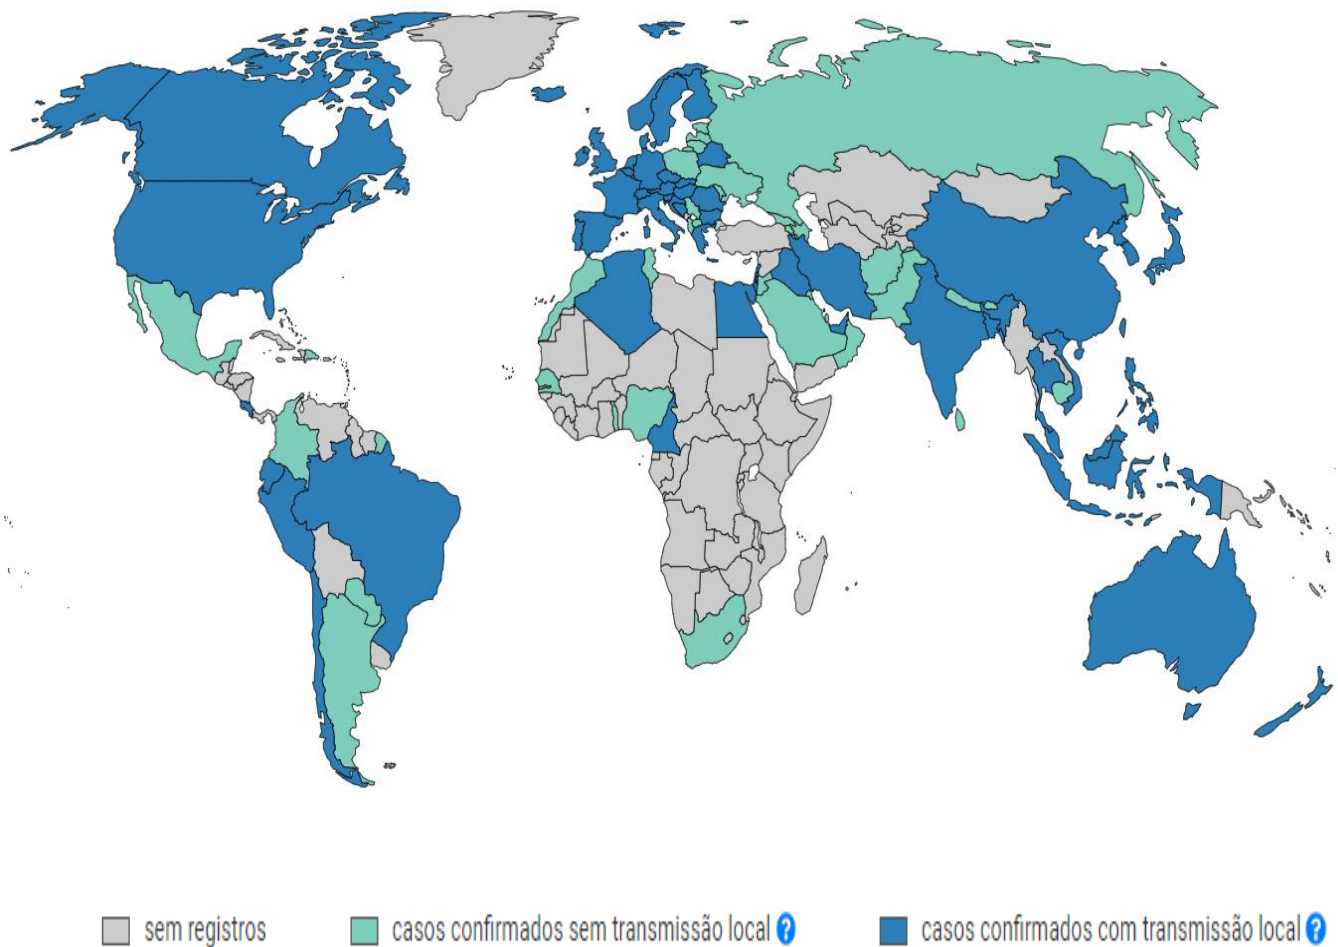 sem registros
casos confirmados sem transmissão local ?
casos confirmados com transmissão local ?